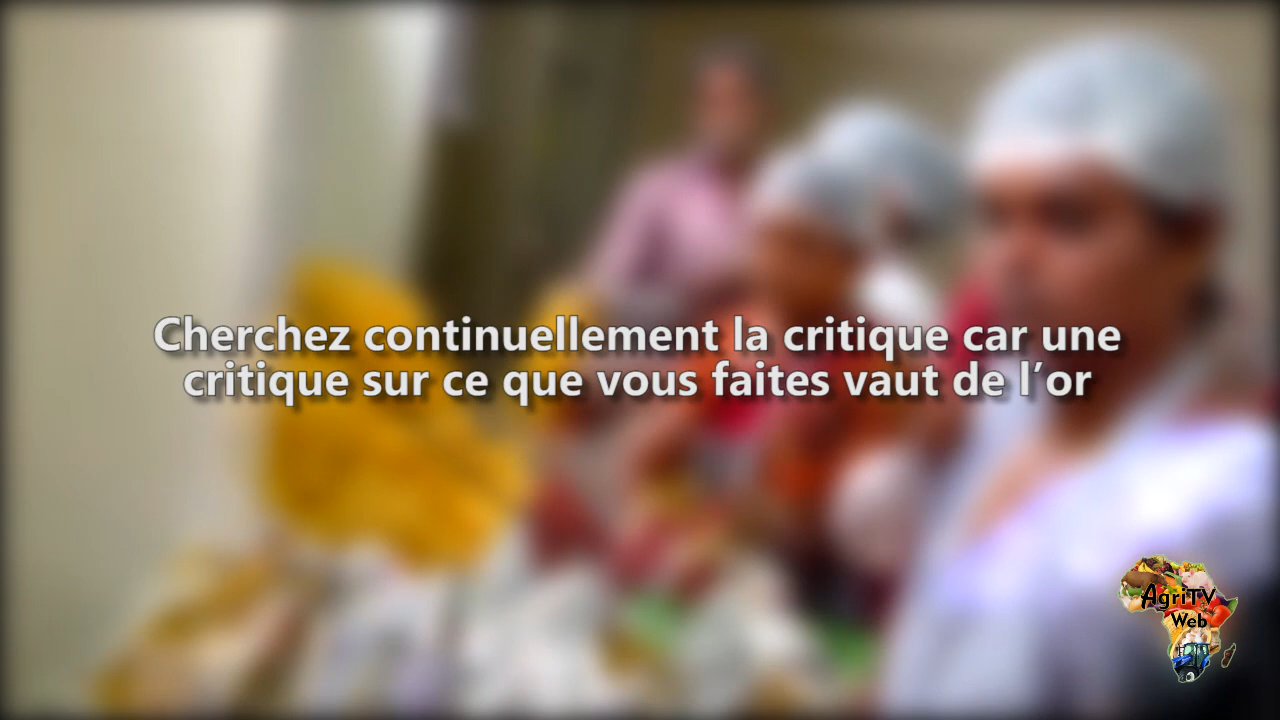 Cherchez continuellement la critique car une
critique sur ce que vous faites vaut de l’or
AgriTV
Web